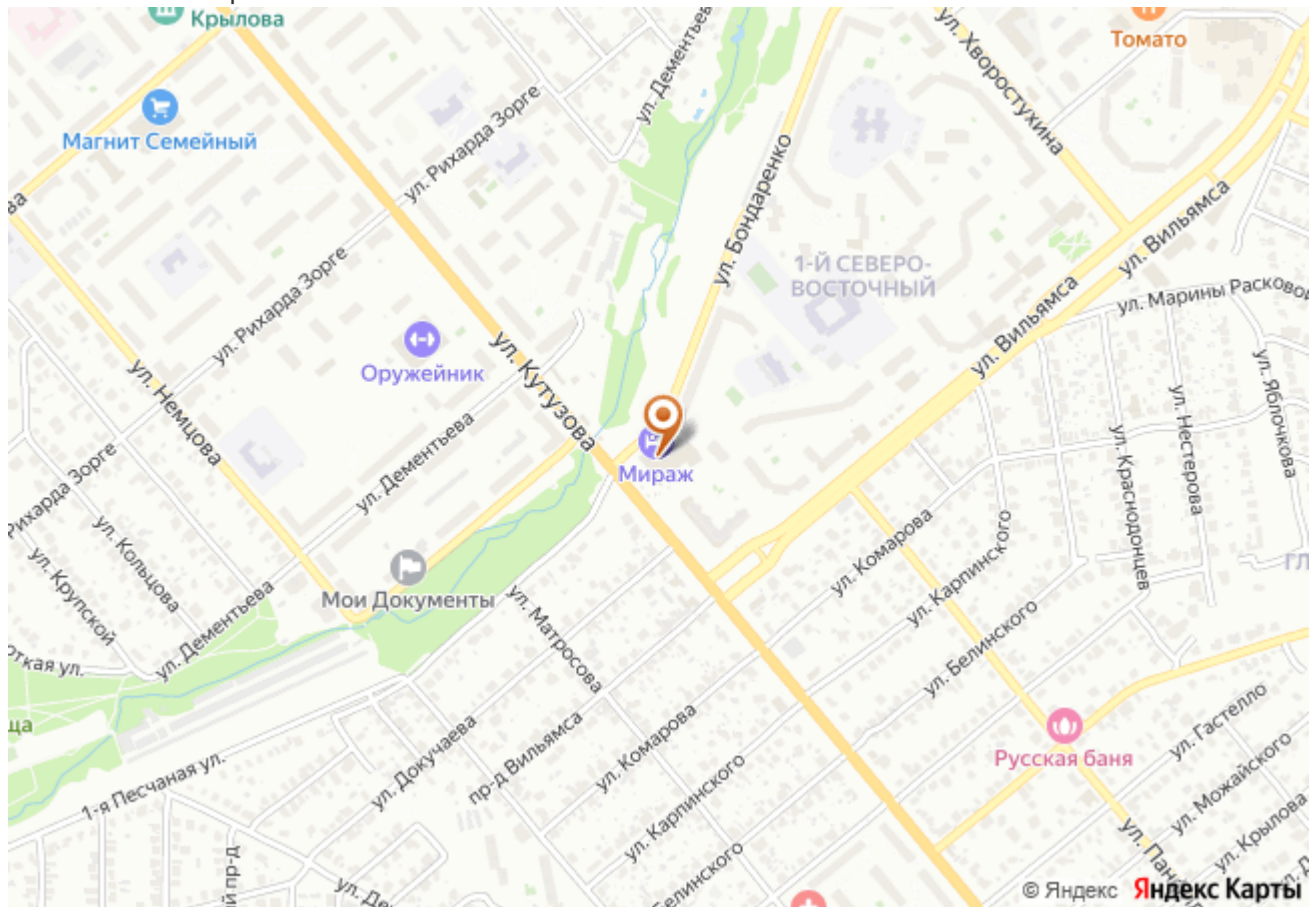 Крылова
Томато
ул. Хворостухина
Магнит Семейный
ул. Рихарда Зорге
ул. Бондаренко
ул. Вильямса
1-Й СЕВЕРО-
ВОСТОЧНЫЙ
ул. Рихарда Зорге
ул. Вильямса
ул. Марины Расковой
Оружейник
ул. Кутузова
ул. Немцова
ул. Яблочкова
ул. Нестерова
ул. Краснодонцев
Мираж
ул. Дементьева
Рихарда Зорге
ул. Кольцова
ул. Крупской
ул. Комарова
ул. Карпинского
Мои Документы
ул. Дементьева
ул. Матросова
ул. Белинского
откая ул.
ща
ул. Гастелло
Русская баня
ул. Докучаева
пр-д Вильямса
ул. Комарова
1-я Песчаная ул.
ул. Карпинского
ул. Можайского
ул. Крылова
Белинского
© Яндекс Яндекс Карты